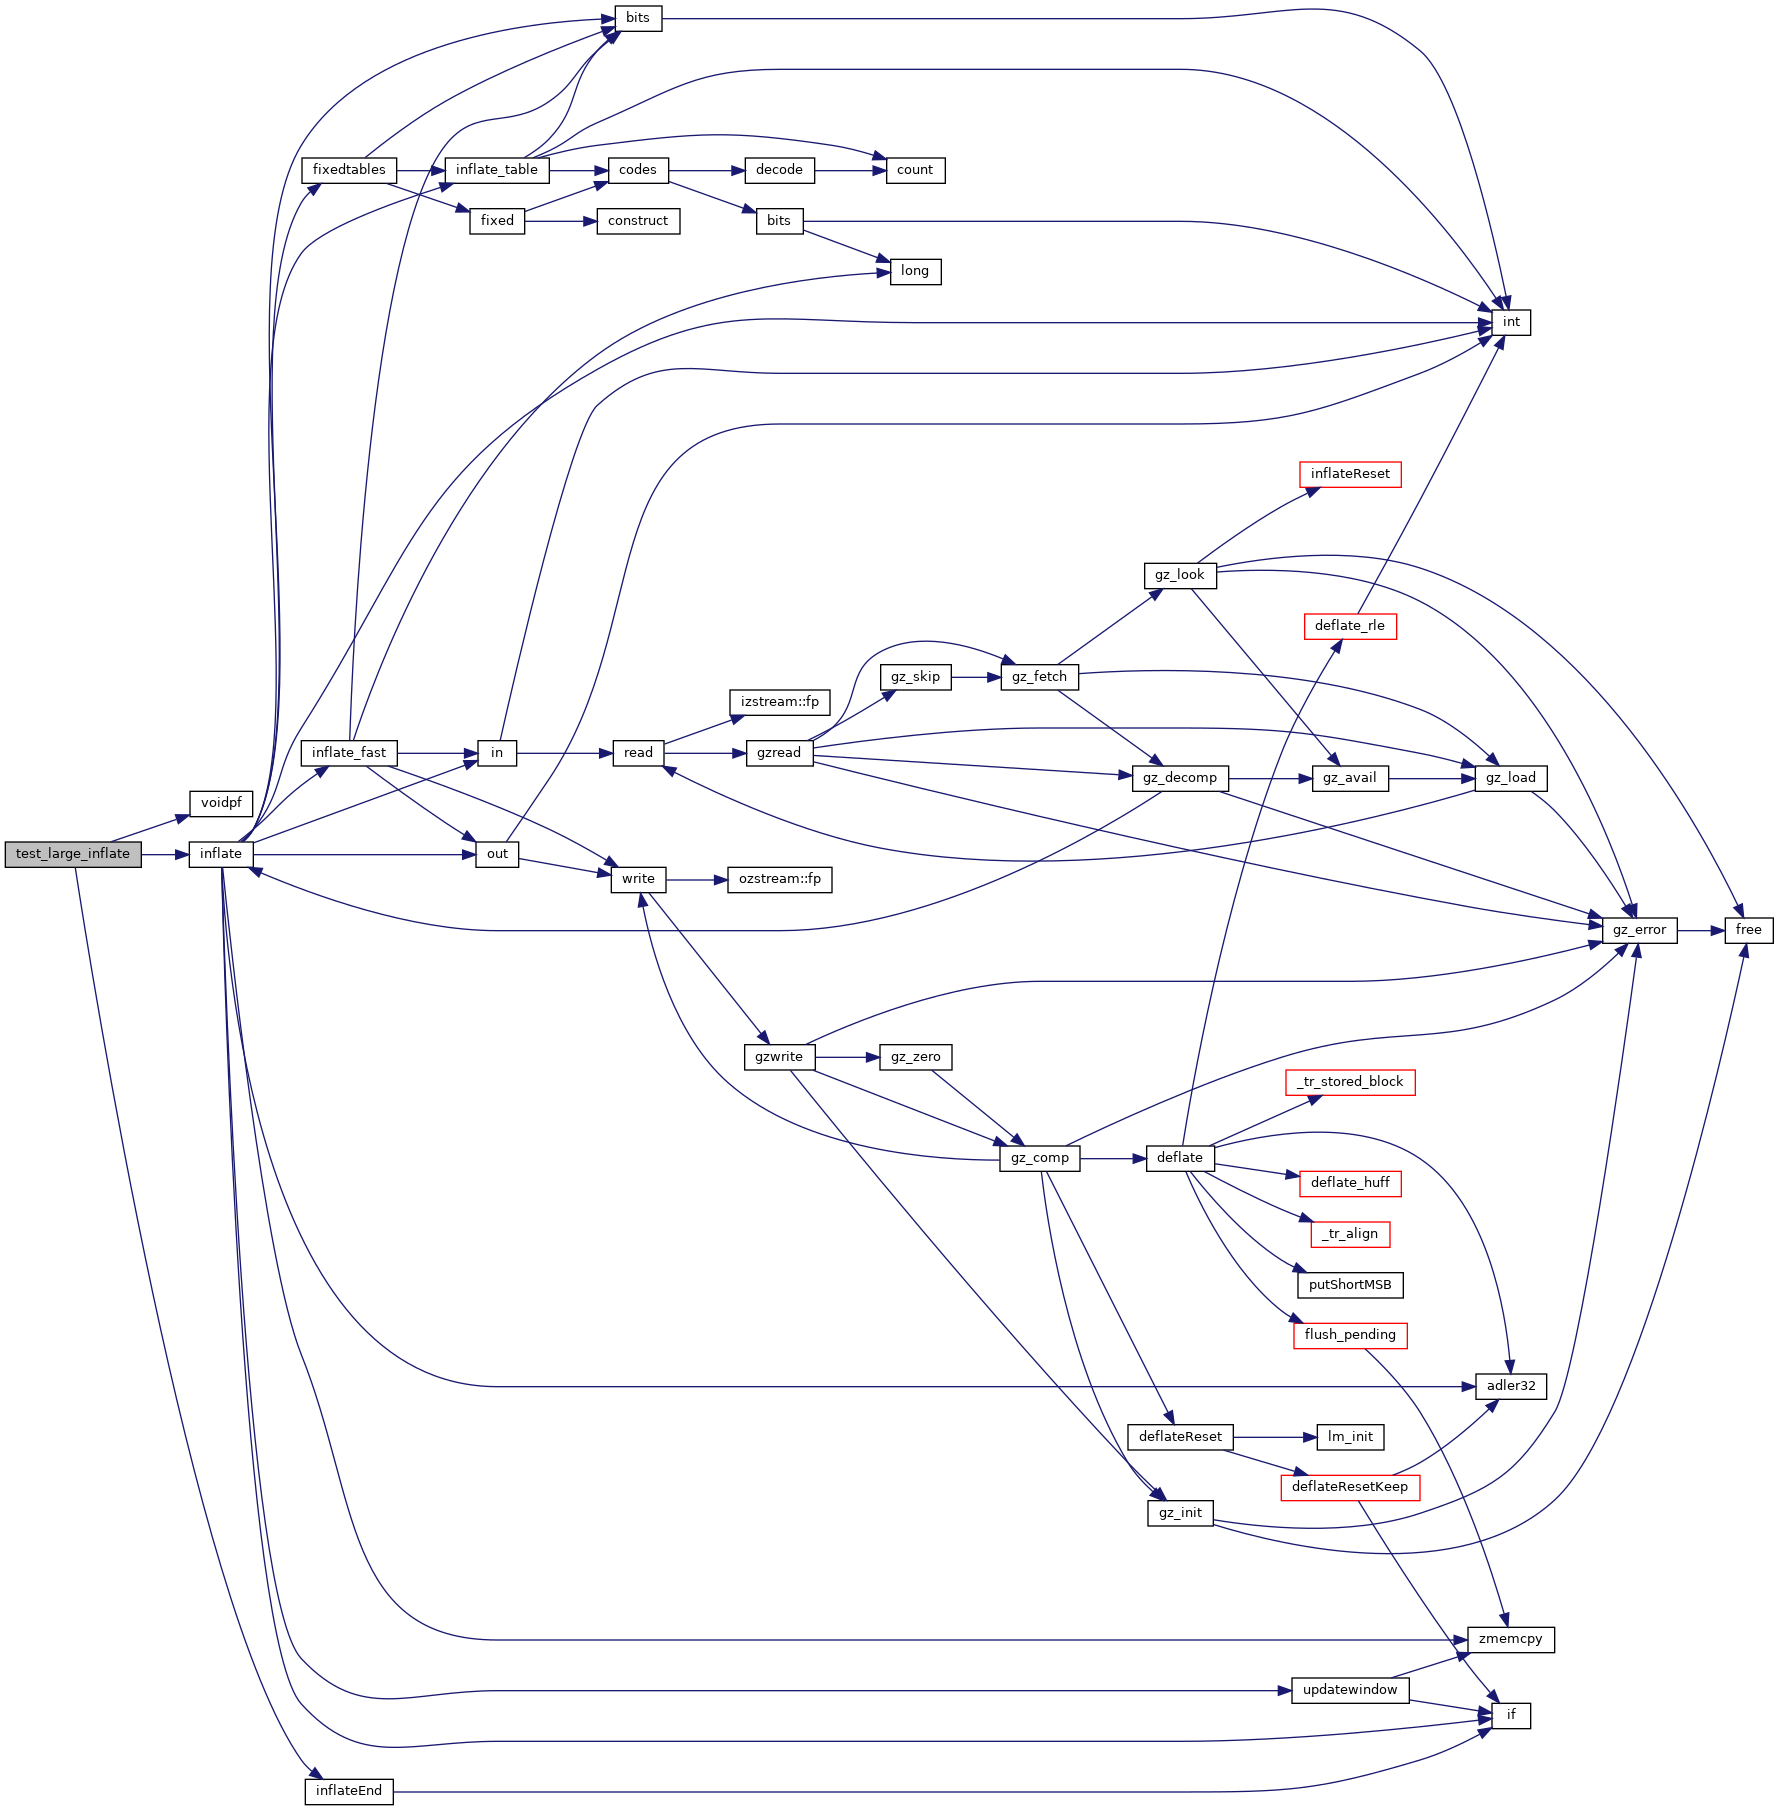 bits
fixedtables
inflate_table
codes
decode
count
fixed
construct
bits
long
int
inflateReset
gz_look
deflate_rle
izstream::fp
gz_skip
gz_fetch
inflate_fast
in
read
gzread
gz_decomp
gz_avail
gz_load
voidpf
test_large_inflate
inflate
out
write
ozstream::fp
gz_error
free
gzwrite
gz_zero
_tr_stored_block
gz_comp
deflate
deflate_huff
_tr_align
putShortMSB
flush_pending
adler32
deflateReset
lm_init
deflateResetKeep
gz_init
zmemcpy
updatewindow
if
inflateEnd